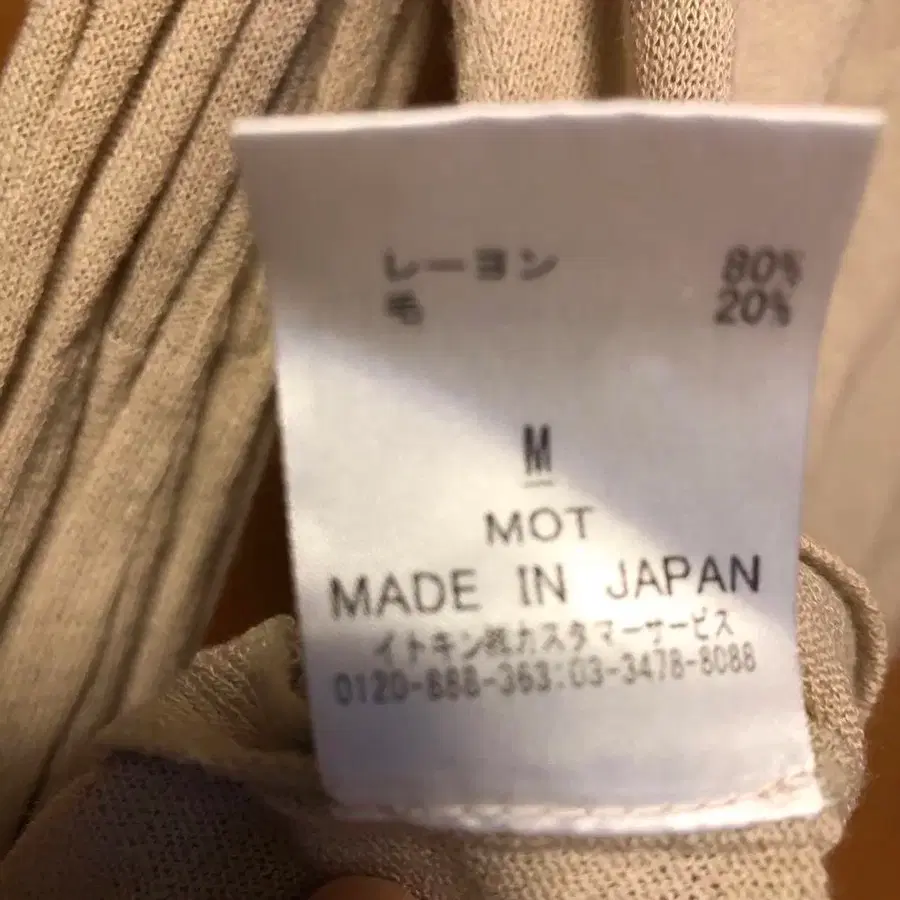 レーヨン 80%
毛 20%
M
MOT
MADE IN JAPAN
イトキン㈱カスタマーサービス
0120-888-363:03-3478-8088